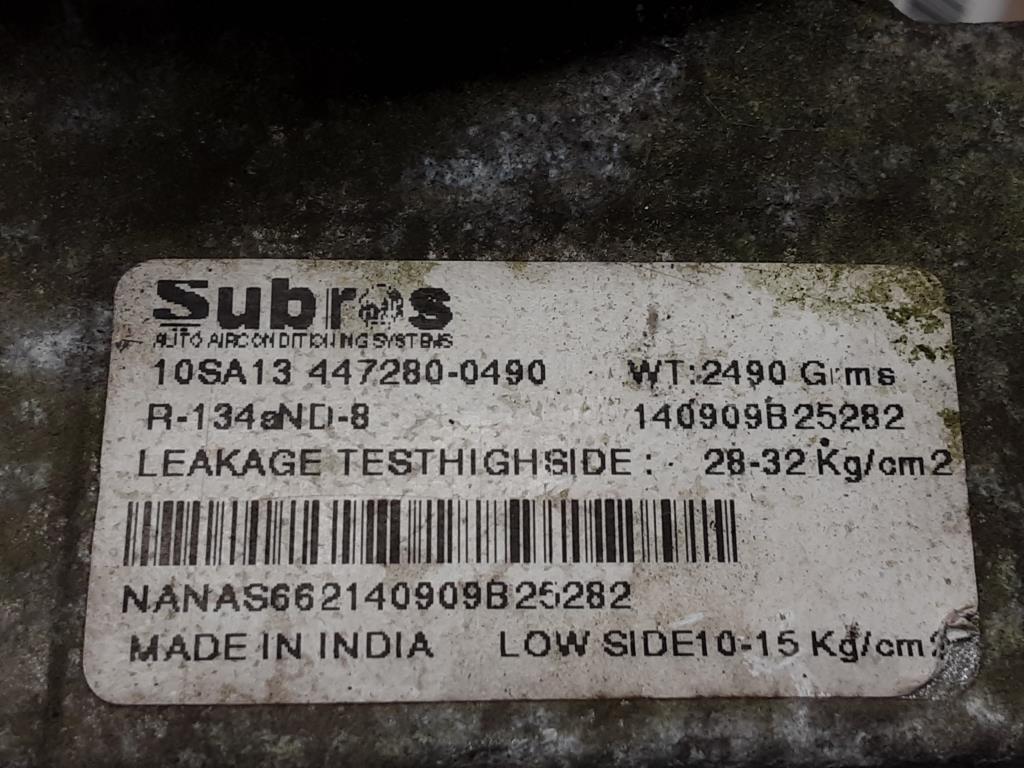 Subros
AUTO AIRCONDITIONING SYSTEMS
10SA13 447280-0490 WT:2490 Grms
R-134aND-8 140909B25282
LEAKAGE TESTHIGHSIDE : 28-32 Kg/cm2
NANAS662140909B25282
MADE IN INDIA LOW SIDE10-15 Kg/cm2